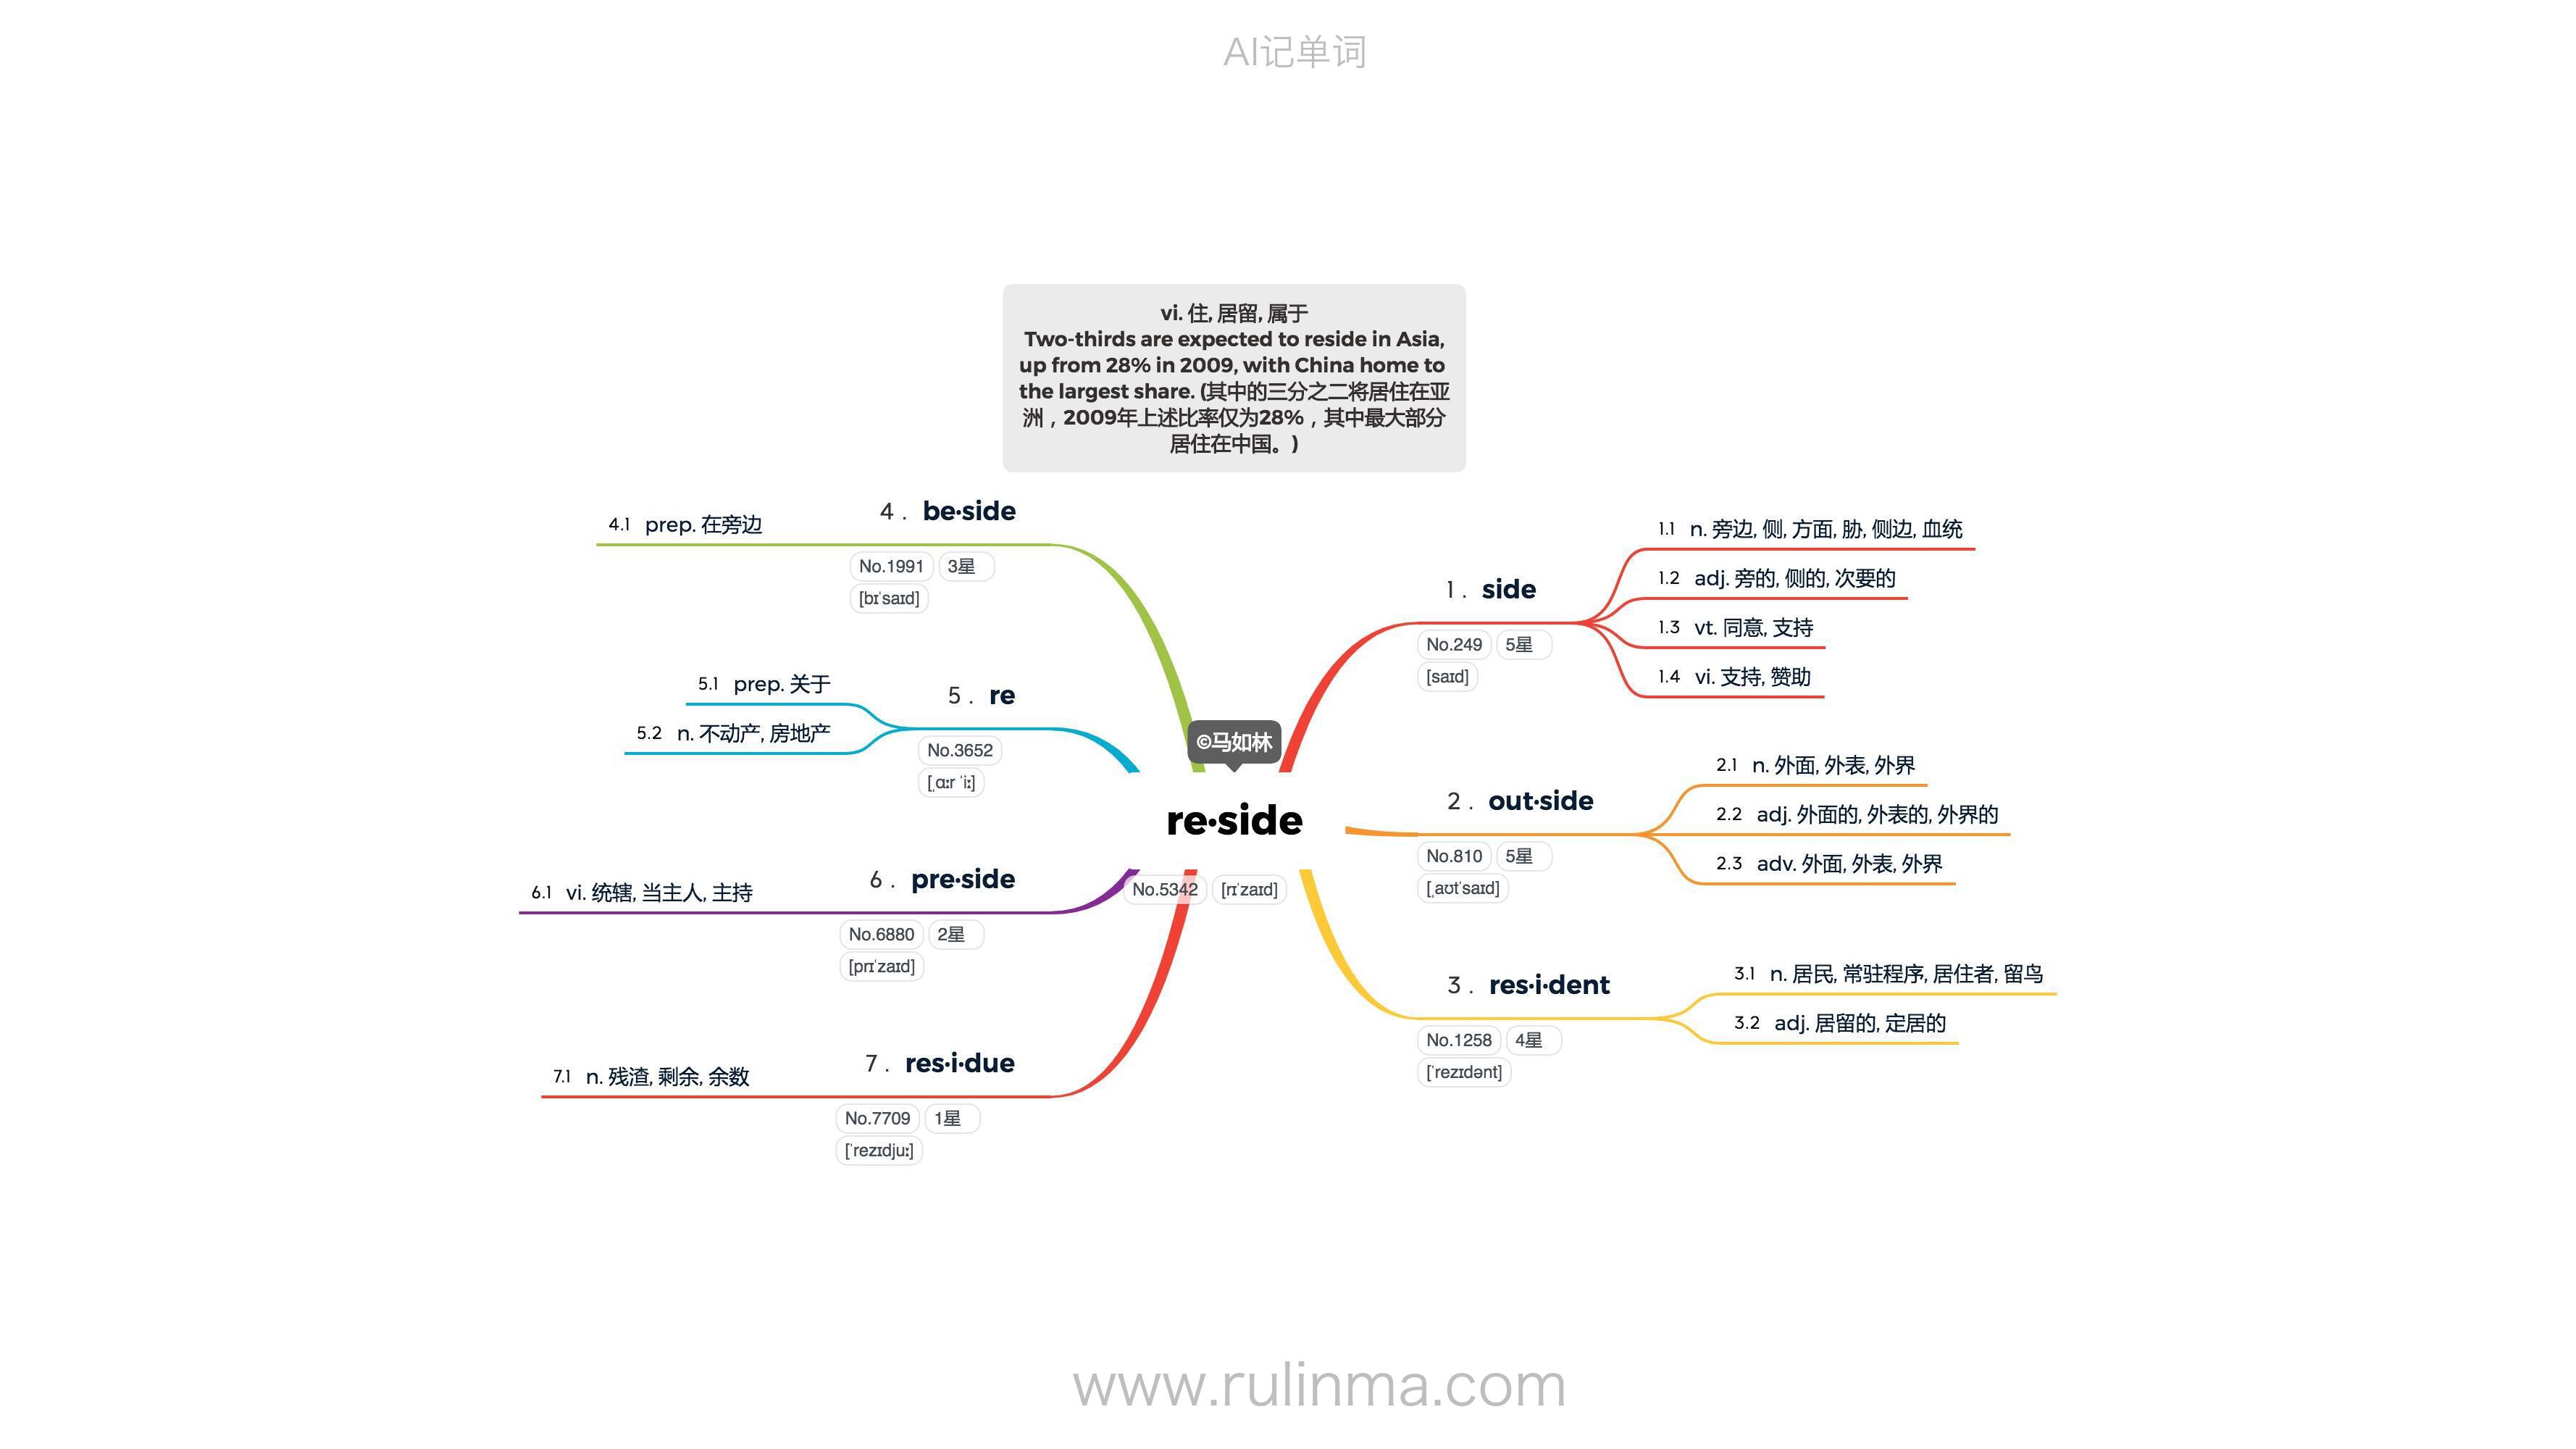 AI记单词
vi. 住, 居留, 属于
Two-thirds are expected to reside in Asia,
up from 28% in 2009, with China home to
the largest share. (其中的三分之二将居住在亚
洲，2009年上述比率仅为28%，其中最大部分
居住在中国。)
©马如林
re·side
No.5342 [rɪˈzaɪd]
1. side
No.249 5星
[saɪd]
1.1 n. 旁边, 侧, 方面, 胁, 侧边, 血统
1.2 adj. 旁的, 侧的, 次要的
1.3 vt. 同意, 支持
1.4 vi. 支持, 赞助
2. out·side
No.810 5星
[ˌaʊtˈsaɪd]
2.1 n. 外面, 外表, 外界
2.2 adj. 外面的, 外表的, 外界的
2.3 adv. 外面, 外表, 外界
3. res·i·dent
No.1258 4星
[ˈrezɪdənt]
3.1 n. 居民, 常驻程序, 居住者, 留鸟
3.2 adj. 居留的, 定居的
4. be·side
No.1991 3星
[bɪˈsaɪd]
4.1 prep. 在旁边
5. re
No.3652
[ˌɑːr ˈiː]
5.1 prep. 关于
5.2 n. 不动产, 房地产
6. pre·side
No.6880 2星
[prɪˈzaɪd]
6.1 vi. 统辖, 当主人, 主持
7. res·i·due
No.7709 1星
[ˈrezɪdjuː]
7.1 n. 残渣, 剩余, 余数
www.rulinma.com